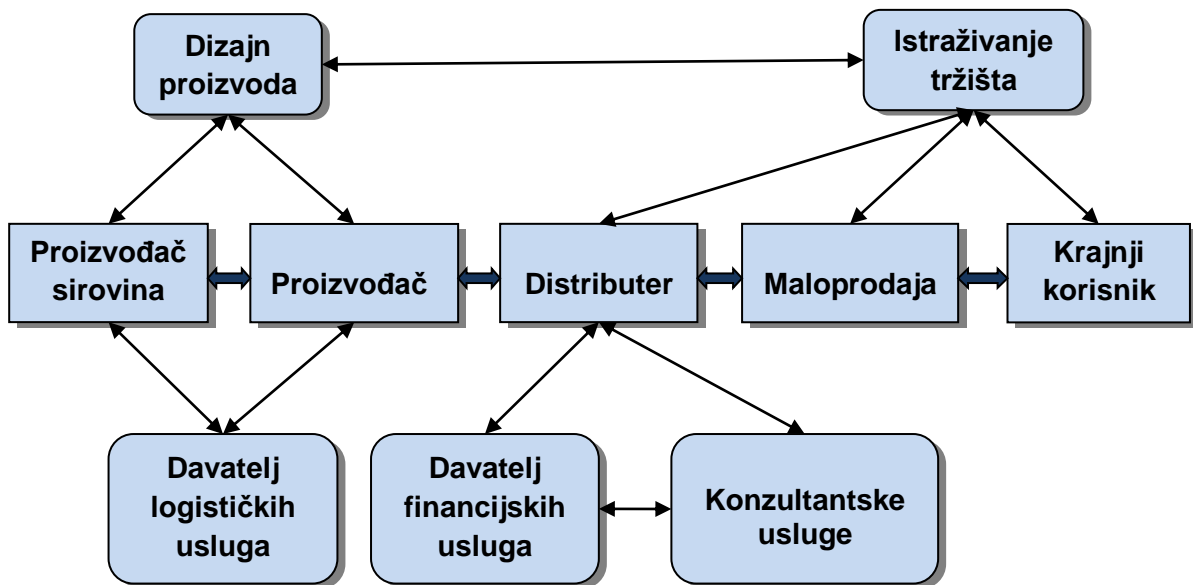 Dizajn
proizvoda
Istraživanje
tržišta
Proizvođač
sirovina
Proizvođač
Distributer
Maloprodaja
Krajnji
korisnik
Davatelj
logističkih
usluga
Davatelj
financijskih
usluga
Konzultantske
usluge